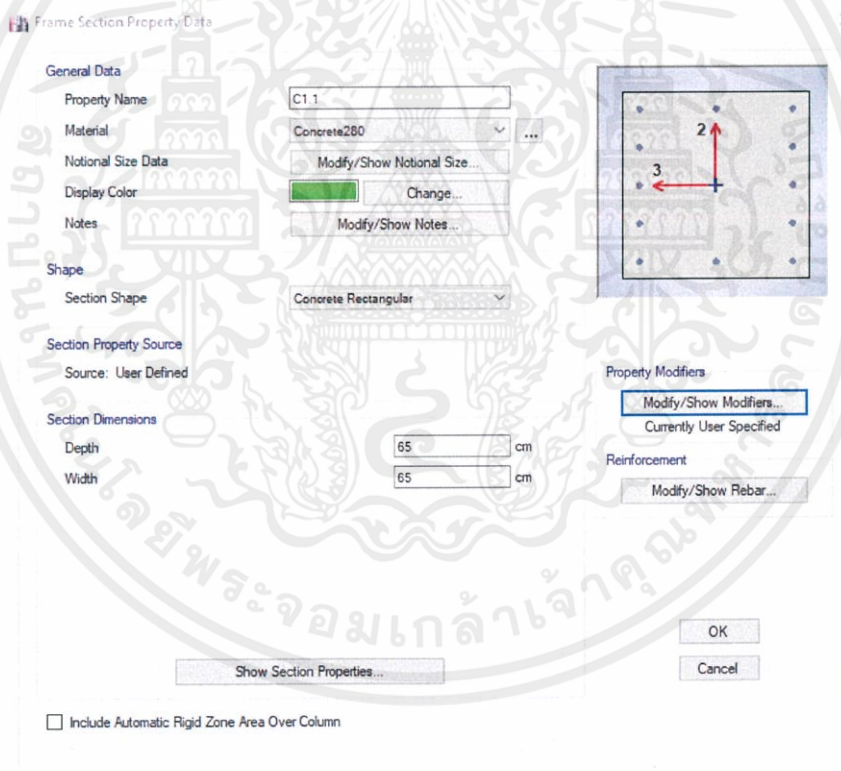 Frame Section Property Data
General Data
Property Name C1.1
Material Concrete280 ...
Notional Size Data Modify/Show Notional Size...
Display Color Change...
Notes Modify/Show Notes...
2
3
Shape
Section Shape Concrete Rectangular
Section Property Source
Source: User Defined
Section Dimensions
Depth 65 cm
Width 65 cm
Property Modifiers
Modify/Show Modifiers...
Currently User Specified
Reinforcement
Modify/Show Rebar...
OK
Show Section Properties...
Cancel
Include Automatic Rigid Zone Area Over Column